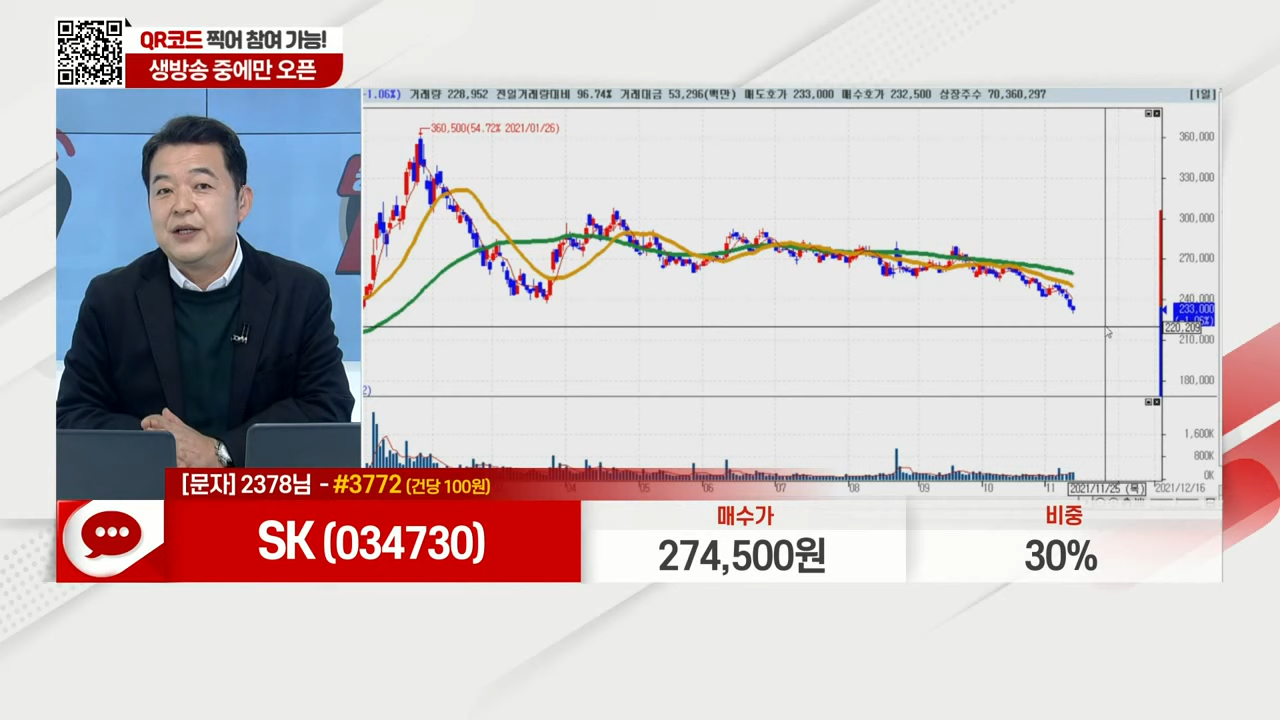 QR코드 찍어 참여 가능!
생방송 중에만 오픈
-1.06%) 거래량 228,952 전일거래량대비 96.74% 거래대금 53,296(백만) 매도호가 233,000 매수호가 232,500 상장주수 70,360,297 [1일]
360,500(54.72% 2021/01/26)
360,000
330,000
300,000
270,000
240,000
233,000
220,209
210,000
180,000
2)
1,600K
800K
0K
04 05 06 07 08 09 10 11 2021/11/25 (목) 2021/12/16
[문자] 2378님 - #3772 (건당 100원)
SK (034730)
매수가
274,500원
비중
30%